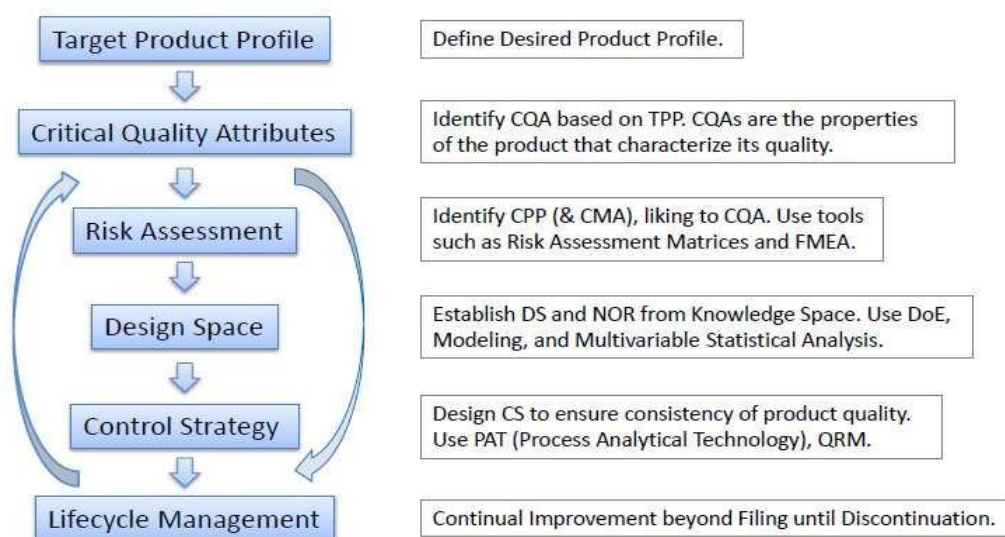 Target Product Profile
Define Desired Product Profile.
Critical Quality Attributes
Identify CQA based on TPP. CQAs are the properties
of the product that characterize its quality.
Risk Assessment
Identify CPP (& CMA), liking to CQA. Use tools
such as Risk Assessment Matrices and FMEA.
Design Space
Establish DS and NOR from Knowledge Space. Use DoE,
Modeling, and Multivariable Statistical Analysis.
Control Strategy
Design CS to ensure consistency of product quality.
Use PAT (Process Analytical Technology), QRM.
Lifecycle Management
Continual Improvement beyond Filing until Discontinuation.